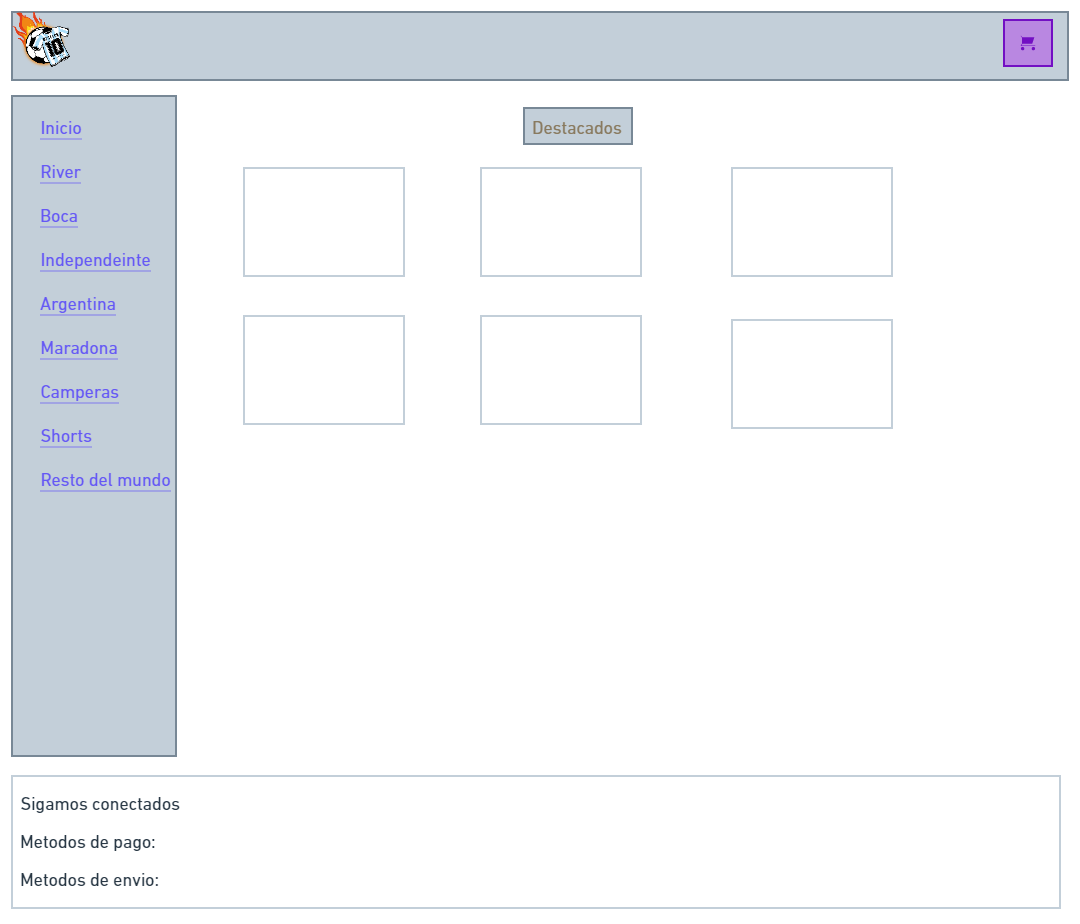 10
Inicio
Destacados
River
Boca
Independeinte
Argentina
Maradona
Camperas
Shorts
Resto del mundo
Sigamos conectados
Metodos de pago:
Metodos de envio: